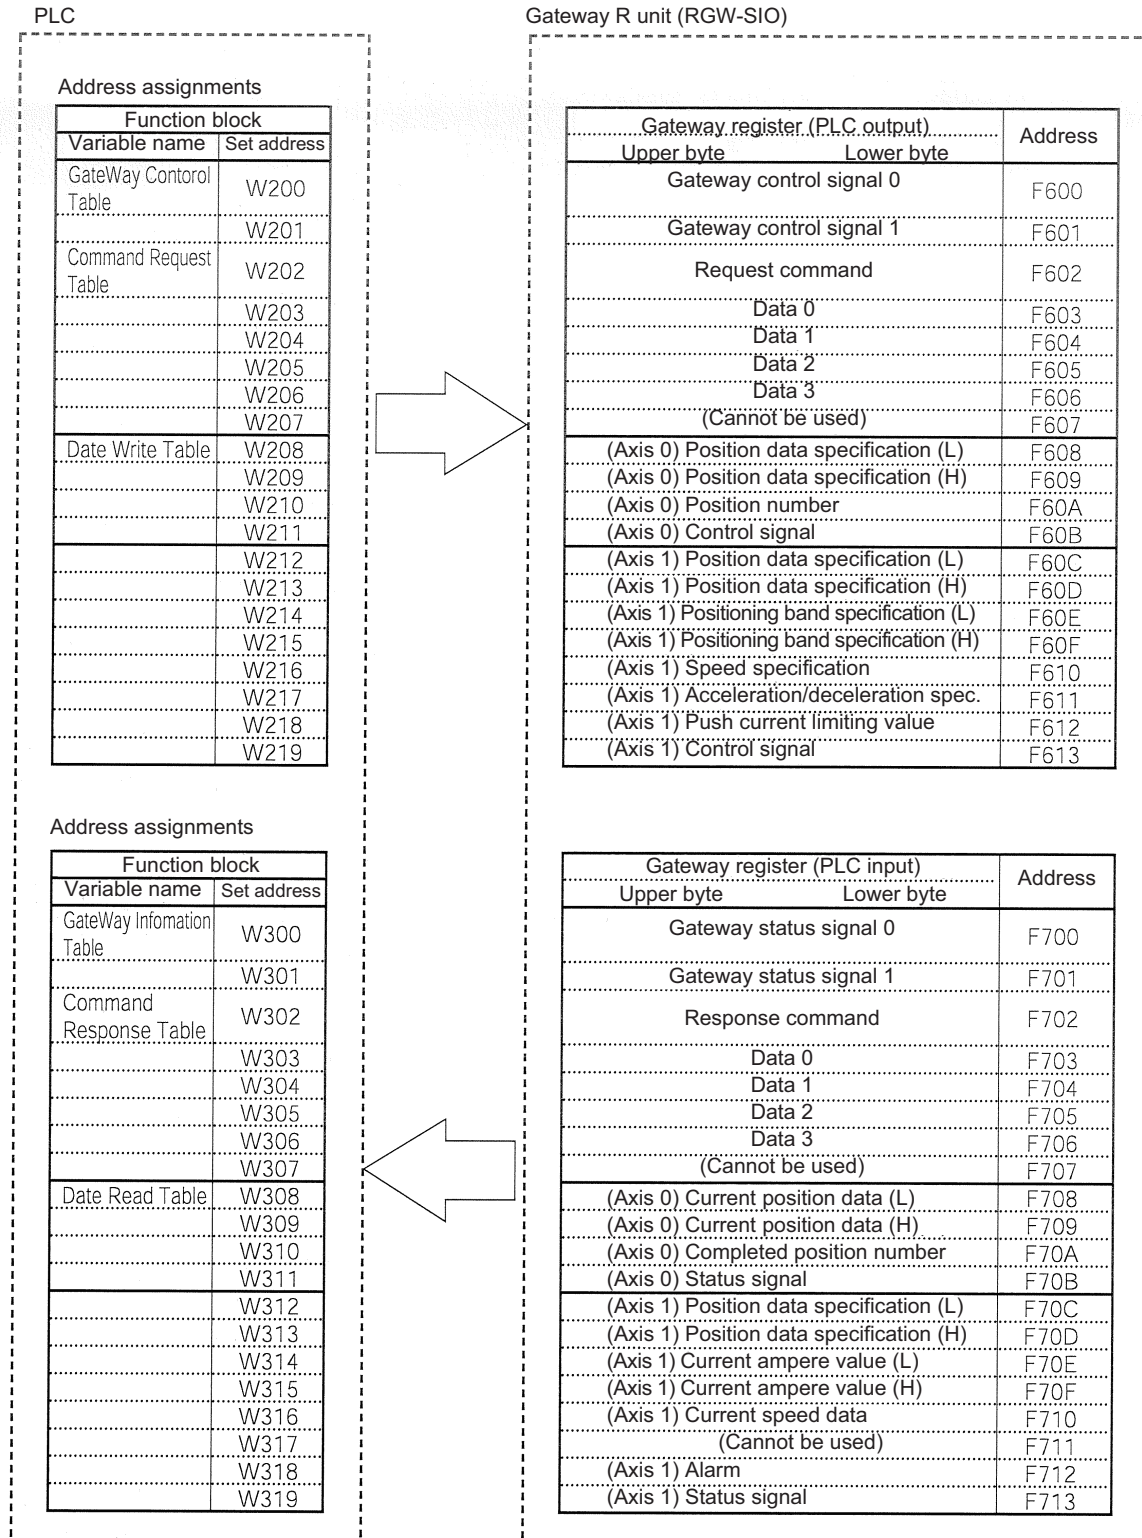 PLC
Gateway R unit (RGW-SIO)
Address assignments
Function block
Variable name Set address
GateWay Contorol
Table
W200
W201
Command Request
Table
W202
W203
W204
W205
W206
W207
Date Write Table W208
W209
W210
W211
W212
W213
W214
W215
W216
W217
W218
W219
Gateway register (PLC output)
Upper byte Lower byte
Address
Gateway control signal 0 F600
Gateway control signal 1 F601
Request command F602
Data 0 F603
Data 1 F604
Data 2 F605
Data 3 F606
(Cannot be used) F607
(Axis 0) Position data specification (L) F608
(Axis 0) Position data specification (H) F609
(Axis 0) Position number F60A
(Axis 0) Control signal F60B
(Axis 1) Position data specification (L) F60C
(Axis 1) Position data specification (H) F60D
(Axis 1) Positioning band specification (L) F60E
(Axis 1) Positioning band specification (H) F60F
(Axis 1) Speed specification F610
(Axis 1) Acceleration/deceleration spec. F611
(Axis 1) Push current limiting value F612
(Axis 1) Control signal F613
Address assignments
Function block
Variable name Set address
GateWay Infomation
Table
W300
W301
Command
Response Table
W302
W303
W304
W305
W306
W307
Date Read Table W308
W309
W310
W311
W312
W313
W314
W315
W316
W317
W318
W319
Gateway register (PLC input)
Upper byte Lower byte
Address
Gateway status signal 0 F700
Gateway status signal 1 F701
Response command F702
Data 0 F703
Data 1 F704
Data 2 F705
Data 3 F706
(Cannot be used) F707
(Axis 0) Current position data (L) F708
(Axis 0) Current position data (H) F709
(Axis 0) Completed position number F70A
(Axis 0) Status signal F70B
(Axis 1) Position data specification (L) F70C
(Axis 1) Position data specification (H) F70D
(Axis 1) Current ampere value (L) F70E
(Axis 1) Current ampere value (H) F70F
(Axis 1) Current speed data F710
(Cannot be used) F711
(Axis 1) Alarm F712
(Axis 1) Status signal F713